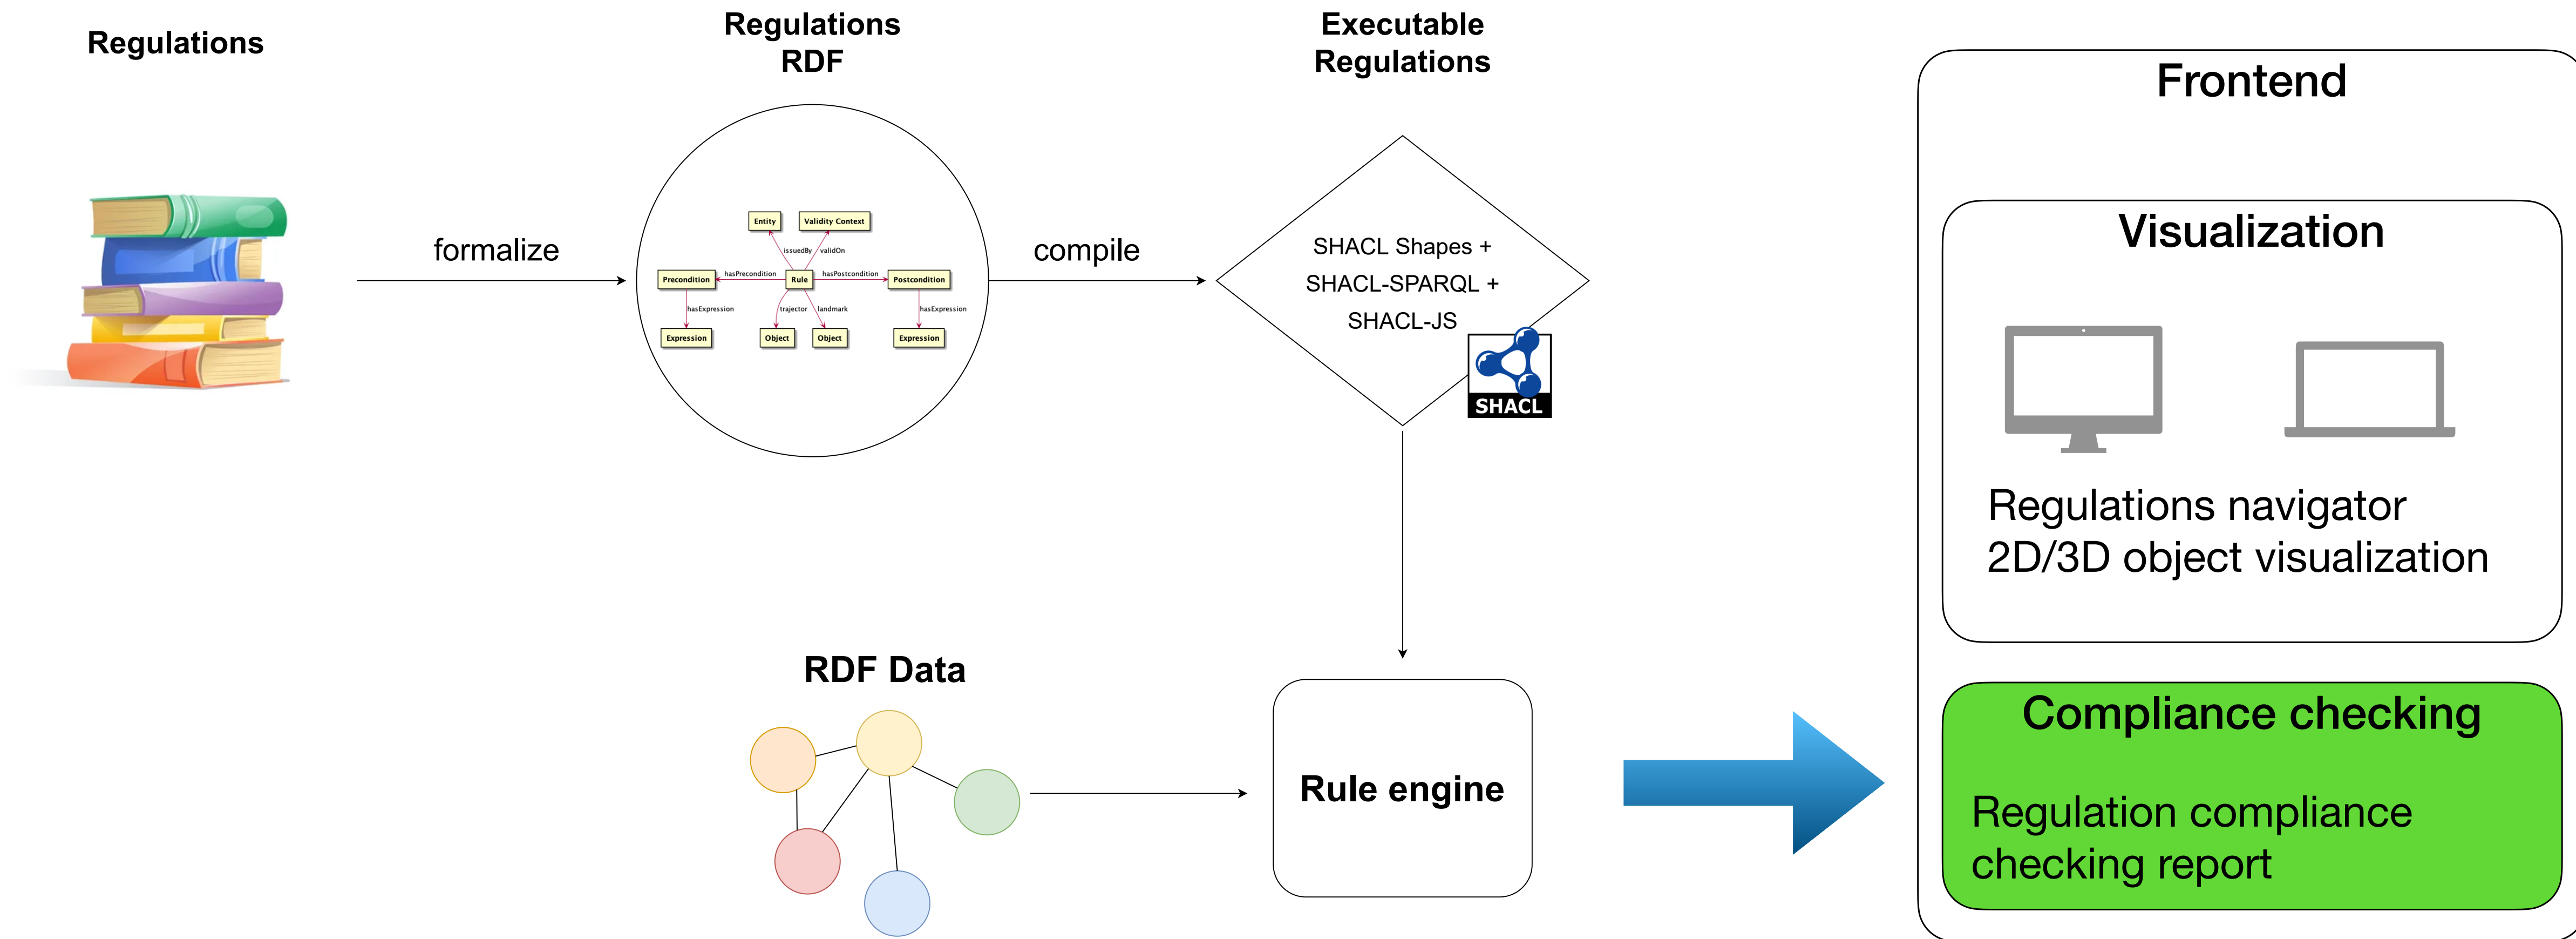 Regulations
Regulations
RDF
Executable
Regulations
formalize
Entity
Validity Context
issuedBy
validOn
Precondition
hasPrecondition
Rule
hasPostcondition
Postcondition
hasExpression
trajector
landmark
hasExpression
Expression
Object
Object
Expression
compile
SHACL Shapes +
SHACL-SPARQL +
SHACL-JS
SHACL
RDF Data
Rule engine
Frontend
Visualization
Regulations navigator
2D/3D object visualization
Compliance checking
Regulation compliance
checking report